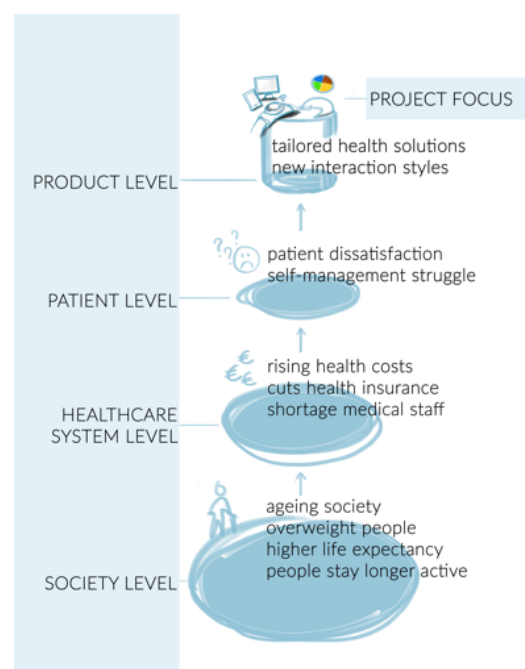 PROJECT FOCUS
tailored health solutions
new interaction styles
PRODUCT LEVEL
? ? ? ?
patient dissatisfaction
self-management struggle
PATIENT LEVEL
€ € €
rising health costs
cuts health insurance
shortage medical staff
HEALTHCARE
SYSTEM LEVEL
ageing society
overweight people
higher life expectancy
people stay longer active
SOCIETY LEVEL